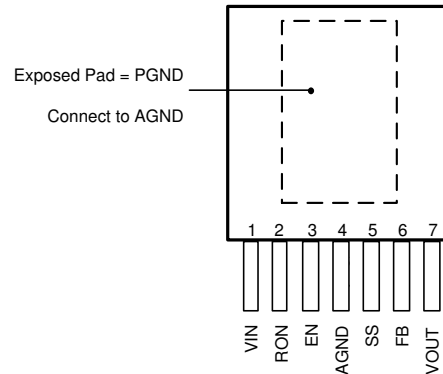 Exposed Pad = PGND
Connect to AGND
1 2 3 4 5 6 7
VIN RON EN AGND SS FB VOUT